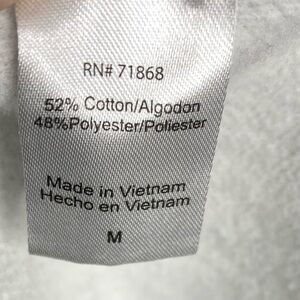 RN# 71868
52% Cotton/Algodon
48%Polyester/Poliester
Made in Vietnam
Hecho en Vietnam
M